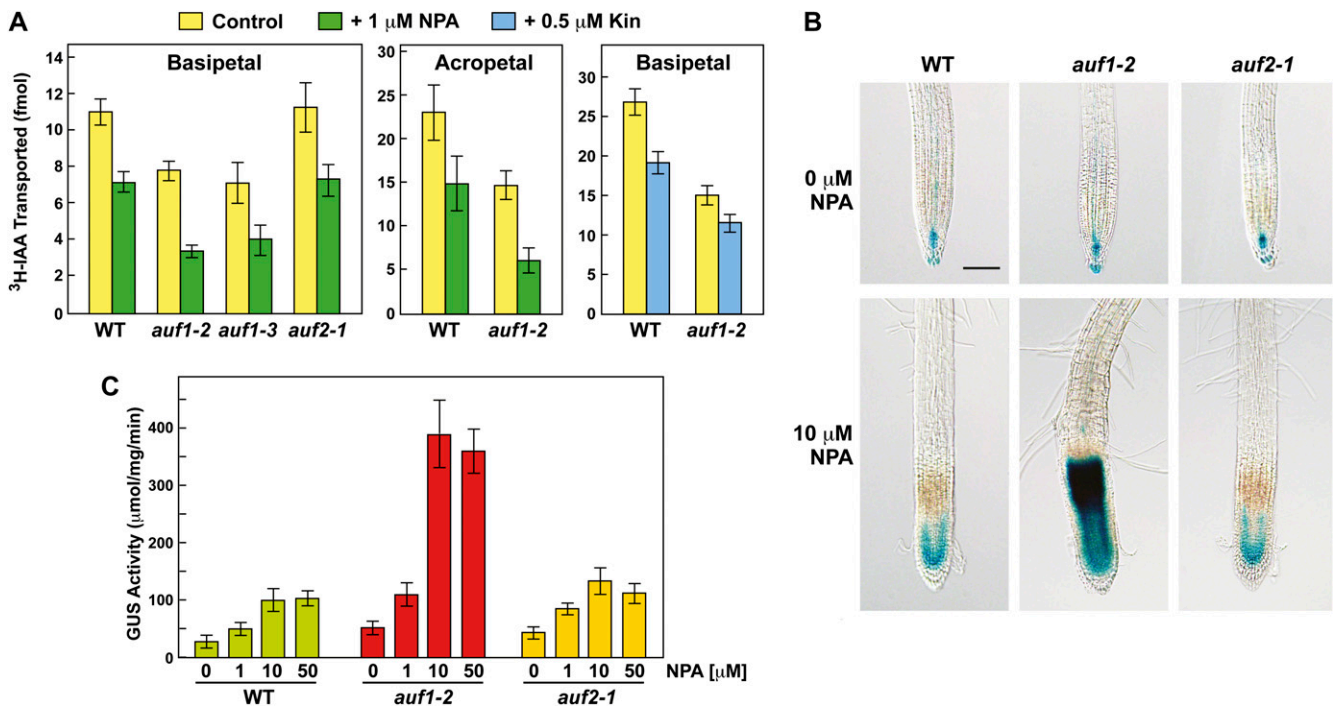 A
Control
+ 1 μM NPA
+ 0.5 μM Kin
³H-IAA Transported (fmol)
Basipetal
14
12
10
8
6
4
2
0
WT auf1-2 auf1-3 auf2-1
Acropetal
30
25
20
15
10
5
0
WT auf1-2
Basipetal
30
25
20
15
10
5
0
WT auf1-2
B
WT auf1-2 auf2-1
0 μM
NPA
10 μM
NPA
C
GUS Activity (μmol/mg/min)
400
300
200
100
0
0 1 10 50 0 1 10 50 0 1 10 50 NPA [μM]
WT auf1-2 auf2-1